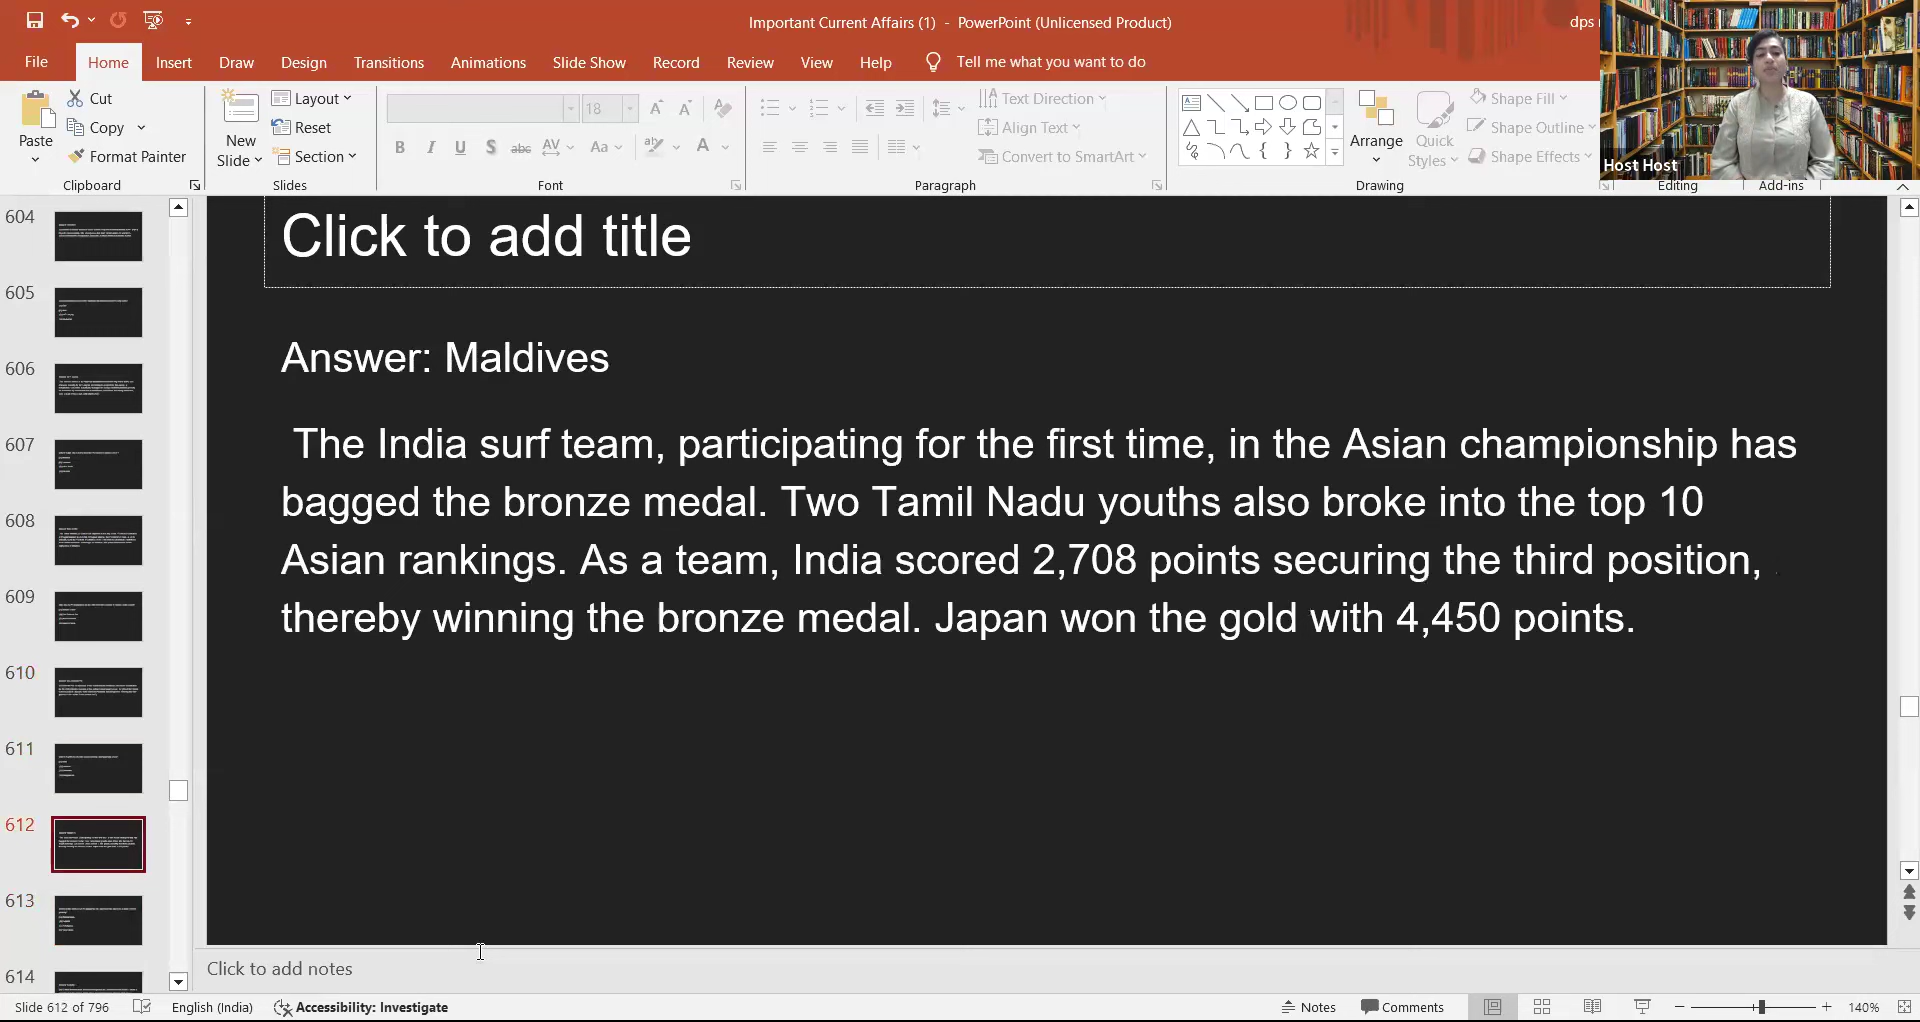 Important Current Affairs (1) - PowerPoint (Unlicensed Product)
dps
File Home Insert Draw Design Transitions Animations Slide Show Record Review View Help Tell me what you want to do
Paste
Cut
Copy
Format Painter
Clipboard
New Slide
Layout
Reset
Section
Slides
18
B I U S abc AV Aa A
Font
Text Direction
Align Text
Convert to SmartArt
Paragraph
Arrange
Quick Styles
Shape Fill
Shape Outline
Shape Effects
Drawing
Editing
Add-ins
Host Host
604
605
606
607
608
609
610
611
612
613
614
Click to add title
Answer: Maldives
The India surf team, participating for the first time, in the Asian championship has
bagged the bronze medal. Two Tamil Nadu youths also broke into the top 10
Asian rankings. As a team, India scored 2,708 points securing the third position,
thereby winning the bronze medal. Japan won the gold with 4,450 points.
Click to add notes
Slide 612 of 796 English (India) Accessibility: Investigate Notes Comments 140%